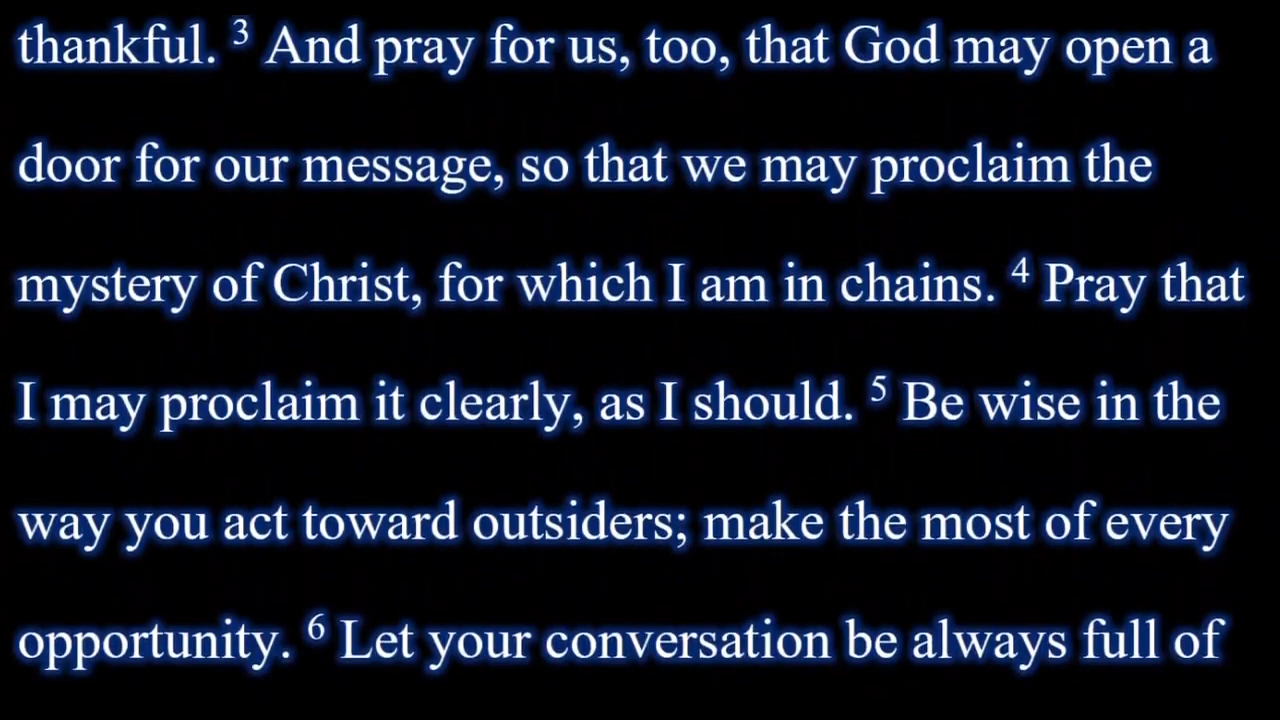 thankful. ³ And pray for us, too, that God may open a
door for our message, so that we may proclaim the
mystery of Christ, for which I am in chains. ⁴ Pray that
I may proclaim it clearly, as I should. ⁵ Be wise in the
way you act toward outsiders; make the most of every
opportunity. ⁶ Let your conversation be always full of